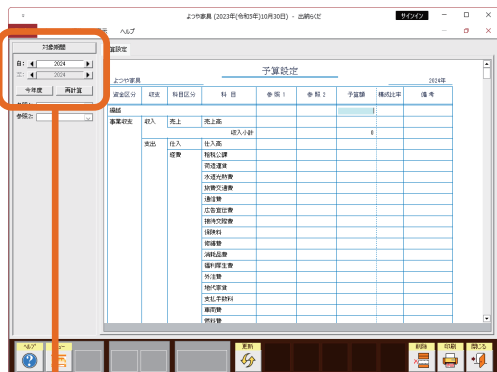 よつや家具 (2023年(令和5年)10月30日) - 出納らくだ
サインイン
ヘルプ
対象期間
自: 2024
至: 2024
今年度 再計算
参照2:
予算設定
よつや家具 2024年
資金区分 収支 科目区分 科目 参照1 参照2 予算額 構成比率 備考
繰越
事業収支 収入 売上 売上高
収入小計 0
支出 仕入 仕入高
経費 租税公課
荷造運賃
水道光熱費
旅費交通費
通信費
広告宣伝費
接待交際費
保険料
修繕費
消耗品費
福利厚生費
外注費
地代家賃
支払手数料
車両費
燃料費
ヘルプ 更新 削除 印刷 閉じる